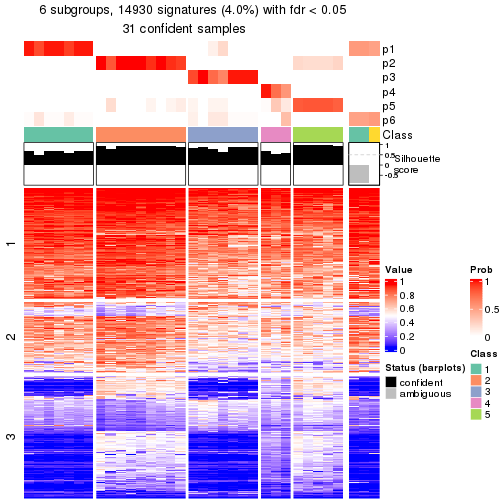 6 subgroups, 14930 signatures (4.0%) with fdr < 0.05
31 confident samples
p1
p2
p3
p4
p5
p6
Class
1
0.5
0
-0.5
Silhouette
score
1
2
3
Value
1
0.8
0.6
0.4
0.2
0
Status (barplots)
confident
ambiguous
Prob
1
0.5
0
Class
1
2
3
4
5